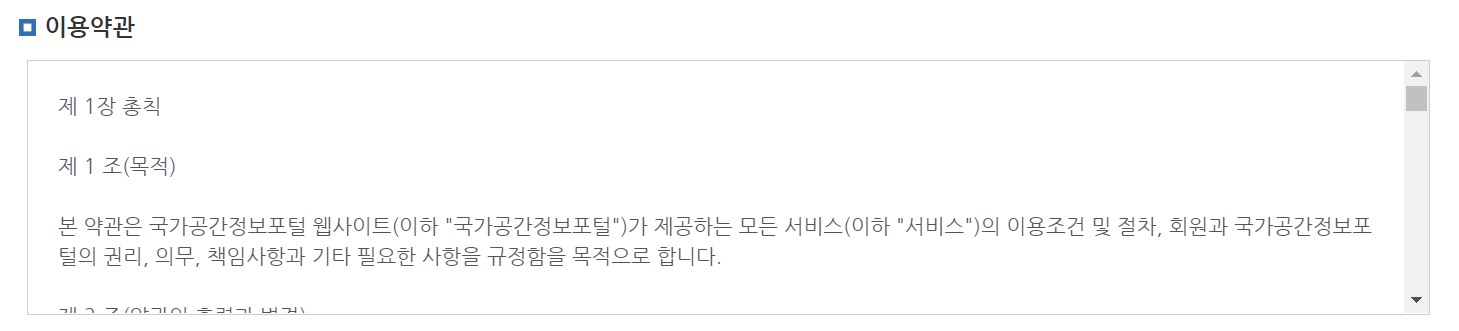 이용약관
제 1장 총칙
제 1 조(목적)
본 약관은 국가공간정보포털 웹사이트(이하 "국가공간정보포털")가 제공하는 모든 서비스(이하 "서비스")의 이용조건 및 절차, 회원과 국가공간정보포
털의 권리, 의무, 책임사항과 기타 필요한 사항을 규정함을 목적으로 합니다.